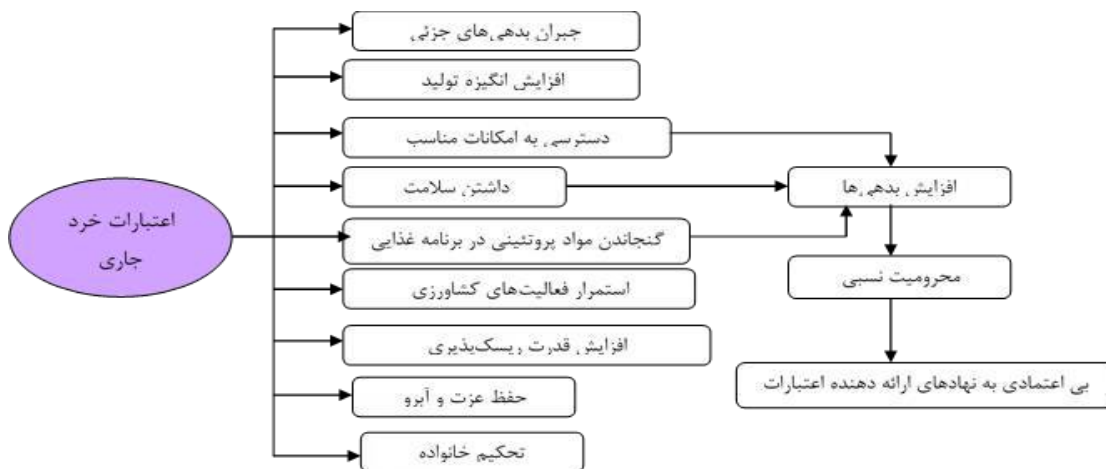 جبران بدهی‌های جزئی
افزایش انگیزه تولید
دسترسی به امکانات مناسب
داشتن سلامت
افزایش بدهی‌ها
اعتبارات خرد
جاری
گنجاندن مواد پروتئینی در برنامه غذایی
محرومیت نسبی
استمرار فعالیت‌های کشاورزی
افزایش قدرت ریسک‌پذیری
بی اعتمادی به نهادهای ارائه دهنده اعتبارات
حفظ عزت و آبرو
تحکیم خانواده